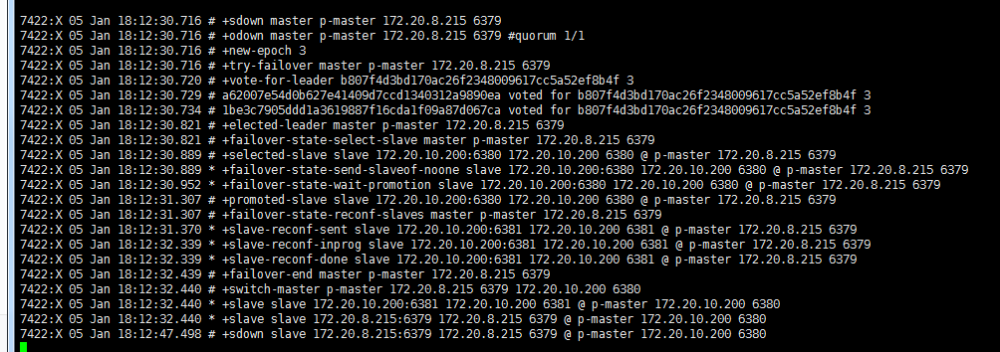 7422:X 05 Jan 18:12:30.716 # +sdown master p-master 172.20.8.215 6379
7422:X 05 Jan 18:12:30.716 # +odown master p-master 172.20.8.215 6379 #quorum 1/1
7422:X 05 Jan 18:12:30.716 # +new-epoch 3
7422:X 05 Jan 18:12:30.716 # +try-failover master p-master 172.20.8.215 6379
7422:X 05 Jan 18:12:30.720 # +vote-for-leader b807f4d3bd170ac26f2348009617cc5a52ef8b4f 3
7422:X 05 Jan 18:12:30.729 # a62007e54d0b627e41409d7ccd1340312a9890ea voted for b807f4d3bd170ac26f2348009617cc5a52ef8b4f 3
7422:X 05 Jan 18:12:30.734 # 1be3c7905ddd1a3619887f16cda1f09a87d067ca voted for b807f4d3bd170ac26f2348009617cc5a52ef8b4f 3
7422:X 05 Jan 18:12:30.821 # +elected-leader master p-master 172.20.8.215 6379
7422:X 05 Jan 18:12:30.821 # +failover-state-select-slave master p-master 172.20.8.215 6379
7422:X 05 Jan 18:12:30.889 # +selected-slave slave 172.20.10.200:6380 172.20.10.200 6380 @ p-master 172.20.8.215 6379
7422:X 05 Jan 18:12:30.889 * +failover-state-send-slaveof-noone slave 172.20.10.200:6380 172.20.10.200 6380 @ p-master 172.20.8.215 6379
7422:X 05 Jan 18:12:30.952 * +failover-state-wait-promotion slave 172.20.10.200:6380 172.20.10.200 6380 @ p-master 172.20.8.215 6379
7422:X 05 Jan 18:12:31.307 # +promoted-slave slave 172.20.10.200:6380 172.20.10.200 6380 @ p-master 172.20.8.215 6379
7422:X 05 Jan 18:12:31.307 # +failover-state-reconf-slaves master p-master 172.20.8.215 6379
7422:X 05 Jan 18:12:31.370 * +slave-reconf-sent slave 172.20.10.200:6381 172.20.10.200 6381 @ p-master 172.20.8.215 6379
7422:X 05 Jan 18:12:32.339 * +slave-reconf-inprog slave 172.20.10.200:6381 172.20.10.200 6381 @ p-master 172.20.8.215 6379
7422:X 05 Jan 18:12:32.339 * +slave-reconf-done slave 172.20.10.200:6381 172.20.10.200 6381 @ p-master 172.20.8.215 6379
7422:X 05 Jan 18:12:32.439 # +failover-end master p-master 172.20.8.215 6379
7422:X 05 Jan 18:12:32.440 # +switch-master p-master 172.20.8.215 6379 172.20.10.200 6380
7422:X 05 Jan 18:12:32.440 * +slave slave 172.20.10.200:6381 172.20.10.200 6381 @ p-master 172.20.10.200 6380
7422:X 05 Jan 18:12:32.440 * +slave slave 172.20.8.215:6379 172.20.8.215 6379 @ p-master 172.20.10.200 6380
7422:X 05 Jan 18:12:47.498 # +sdown slave 172.20.8.215:6379 172.20.8.215 6379 @ p-master 172.20.10.200 6380